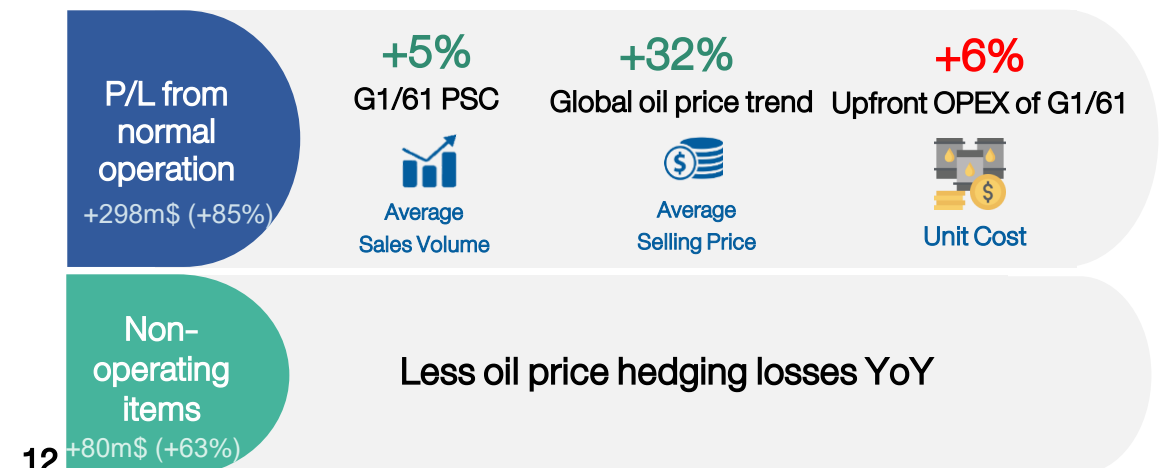 P/L from
normal
operation
+298m$ (+85%)
+5%
G1/61 PSC
Average
Sales Volume
+32%
Global oil price trend
$
Average
Selling Price
+6%
Upfront OPEX of G1/61
$
Unit Cost
Non-
operating
items
+80m$ (+63%)
Less oil price hedging losses YoY
12